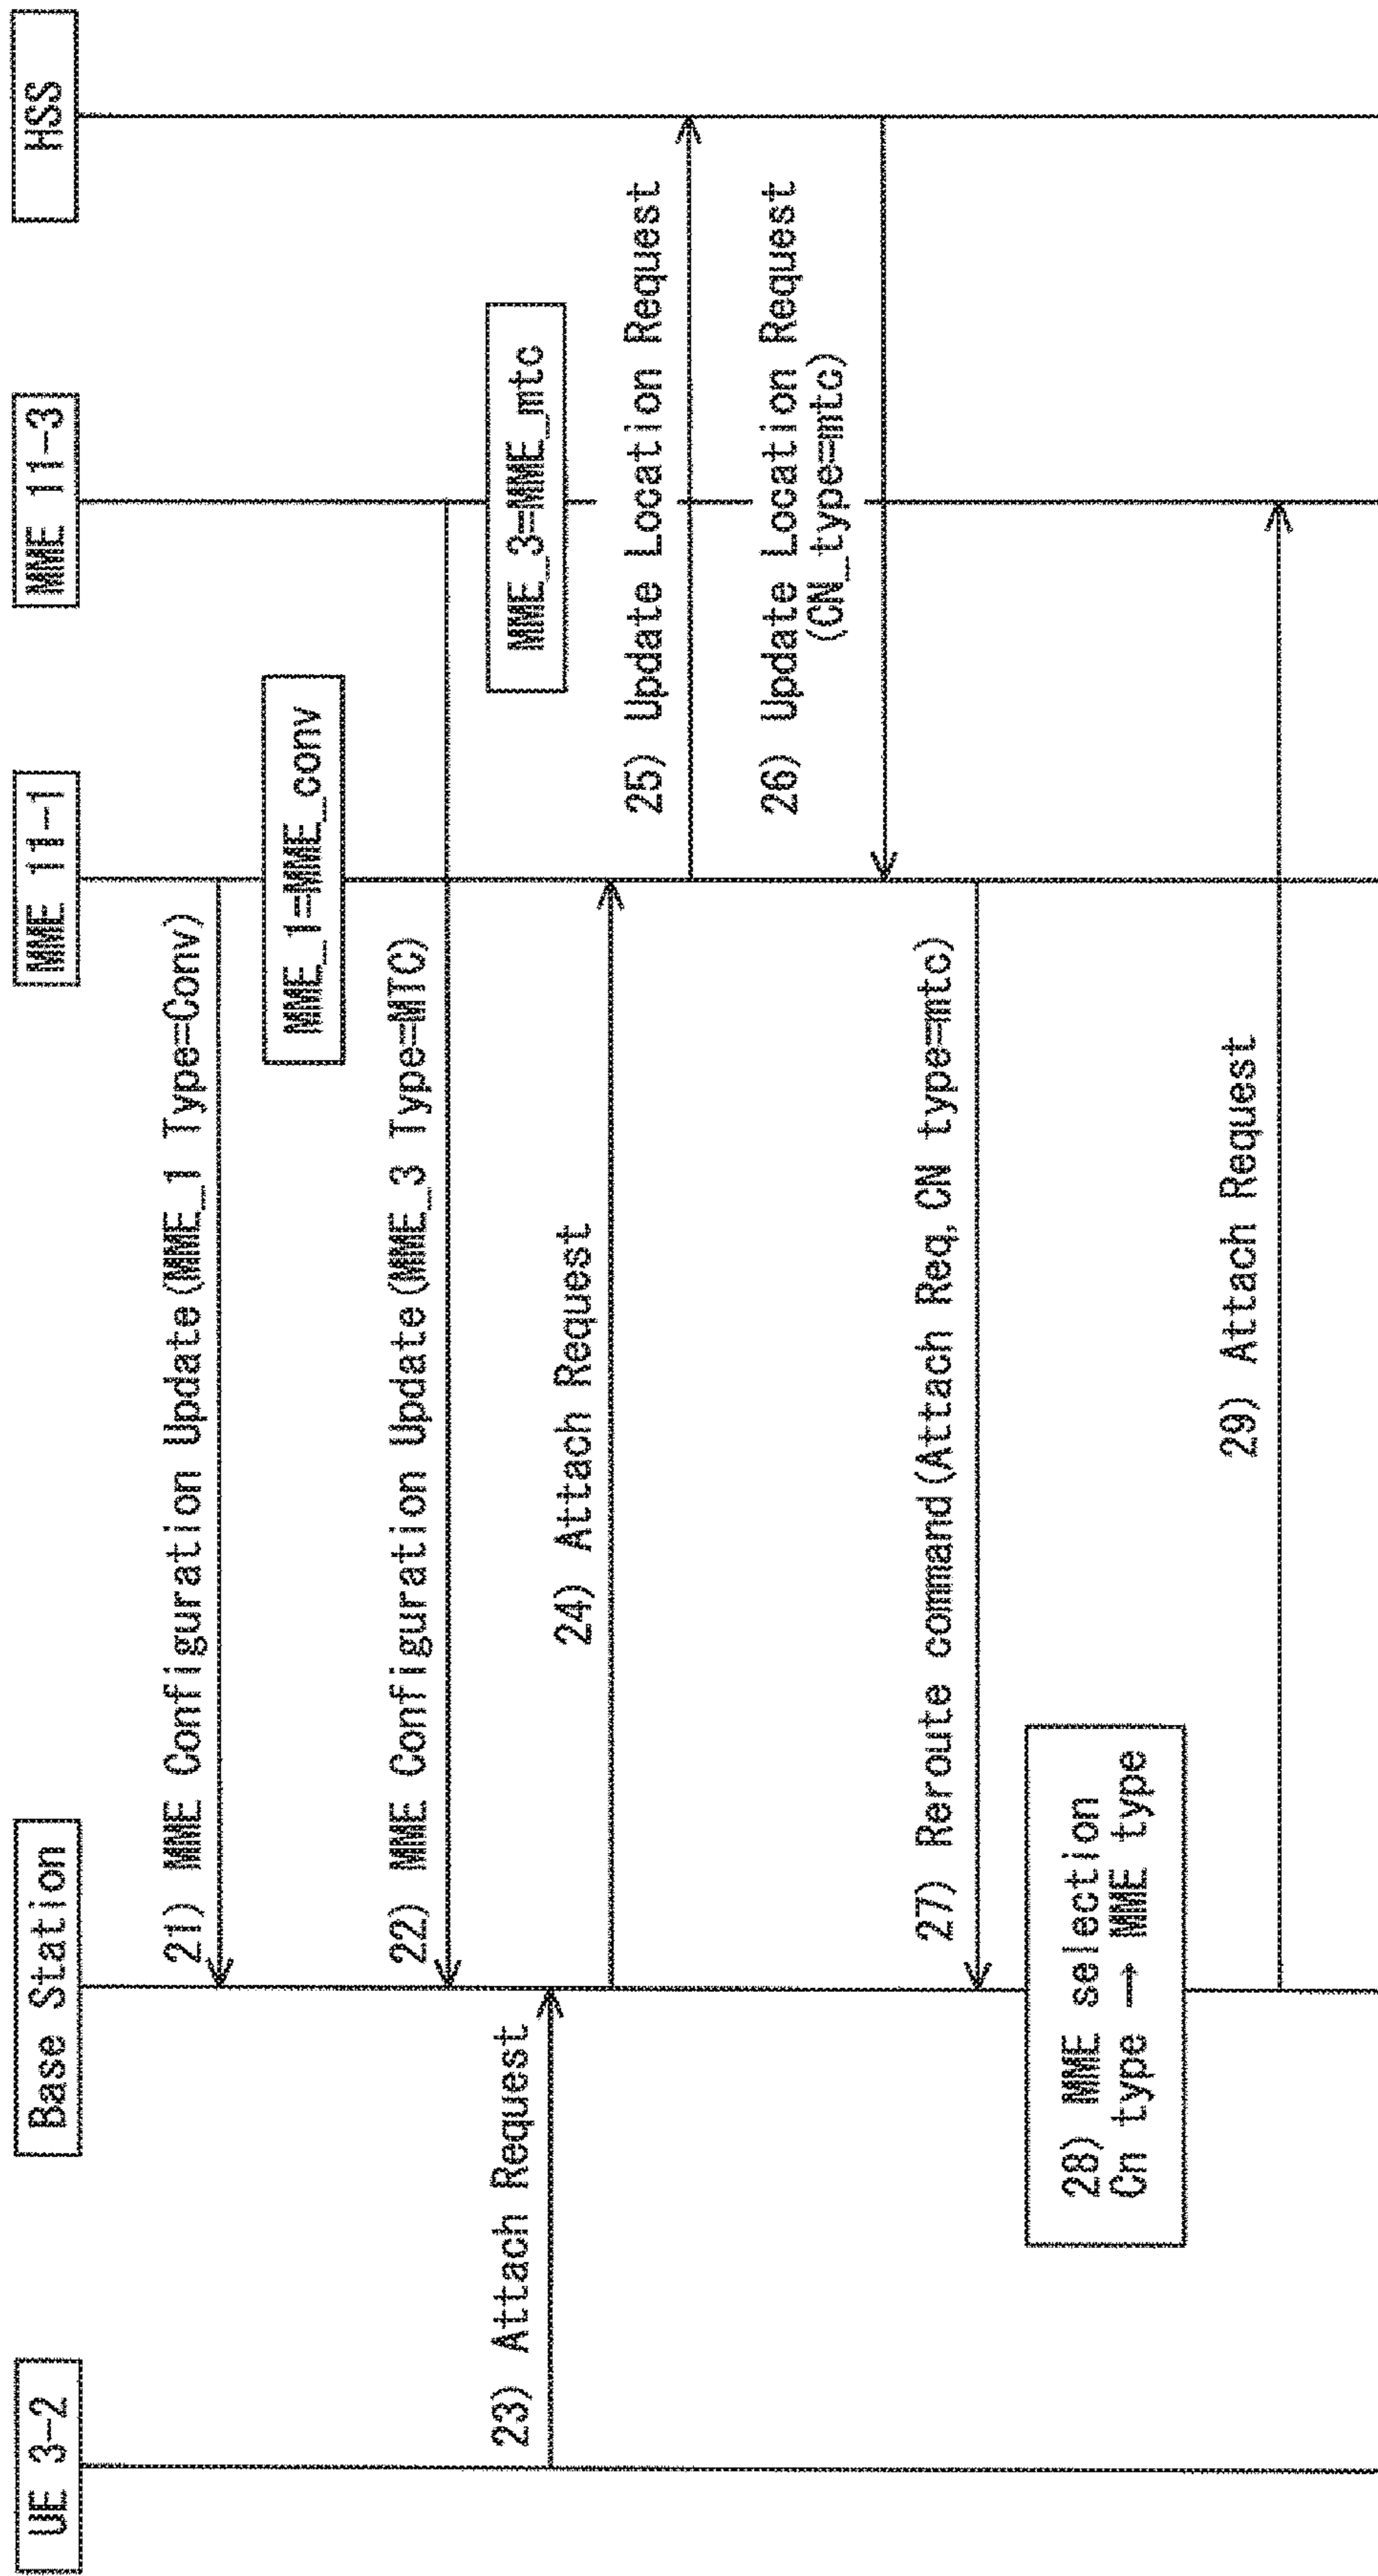 UE 3-2
Base Station
MME 11-1
MME 11-3
HSS
21) MME Configuration Update(MME_1 Type=Conv)
MME_1=MME_conv
22) MME Configuration Update(MME_3 Type=MTC)
MME_3=MME_mtc
23) Attach Request
24) Attach Request
25) Update Location Request
26) Update Location Request
(CN_type=mtc)
27) Reroute command(Attach Req, CN type=mtc)
28) MME selection
Cn type → MME type
29) Attach Request